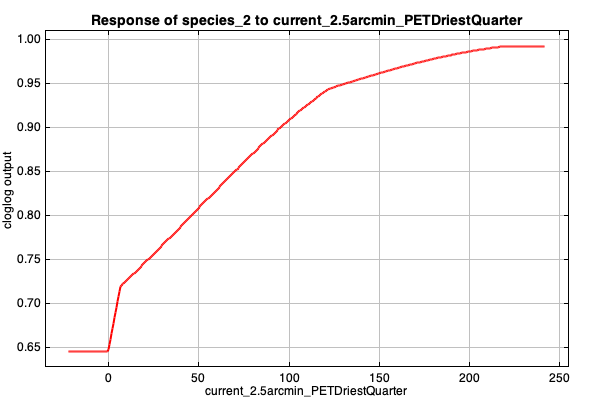 Response of species_2 to current_2.5arcmin_PETDriestQuarter
1.00
0.95
0.90
0.85
0.80
0.75
0.70
0.65
cloglog output
0 50 100 150 200 250
current_2.5arcmin_PETDriestQuarter